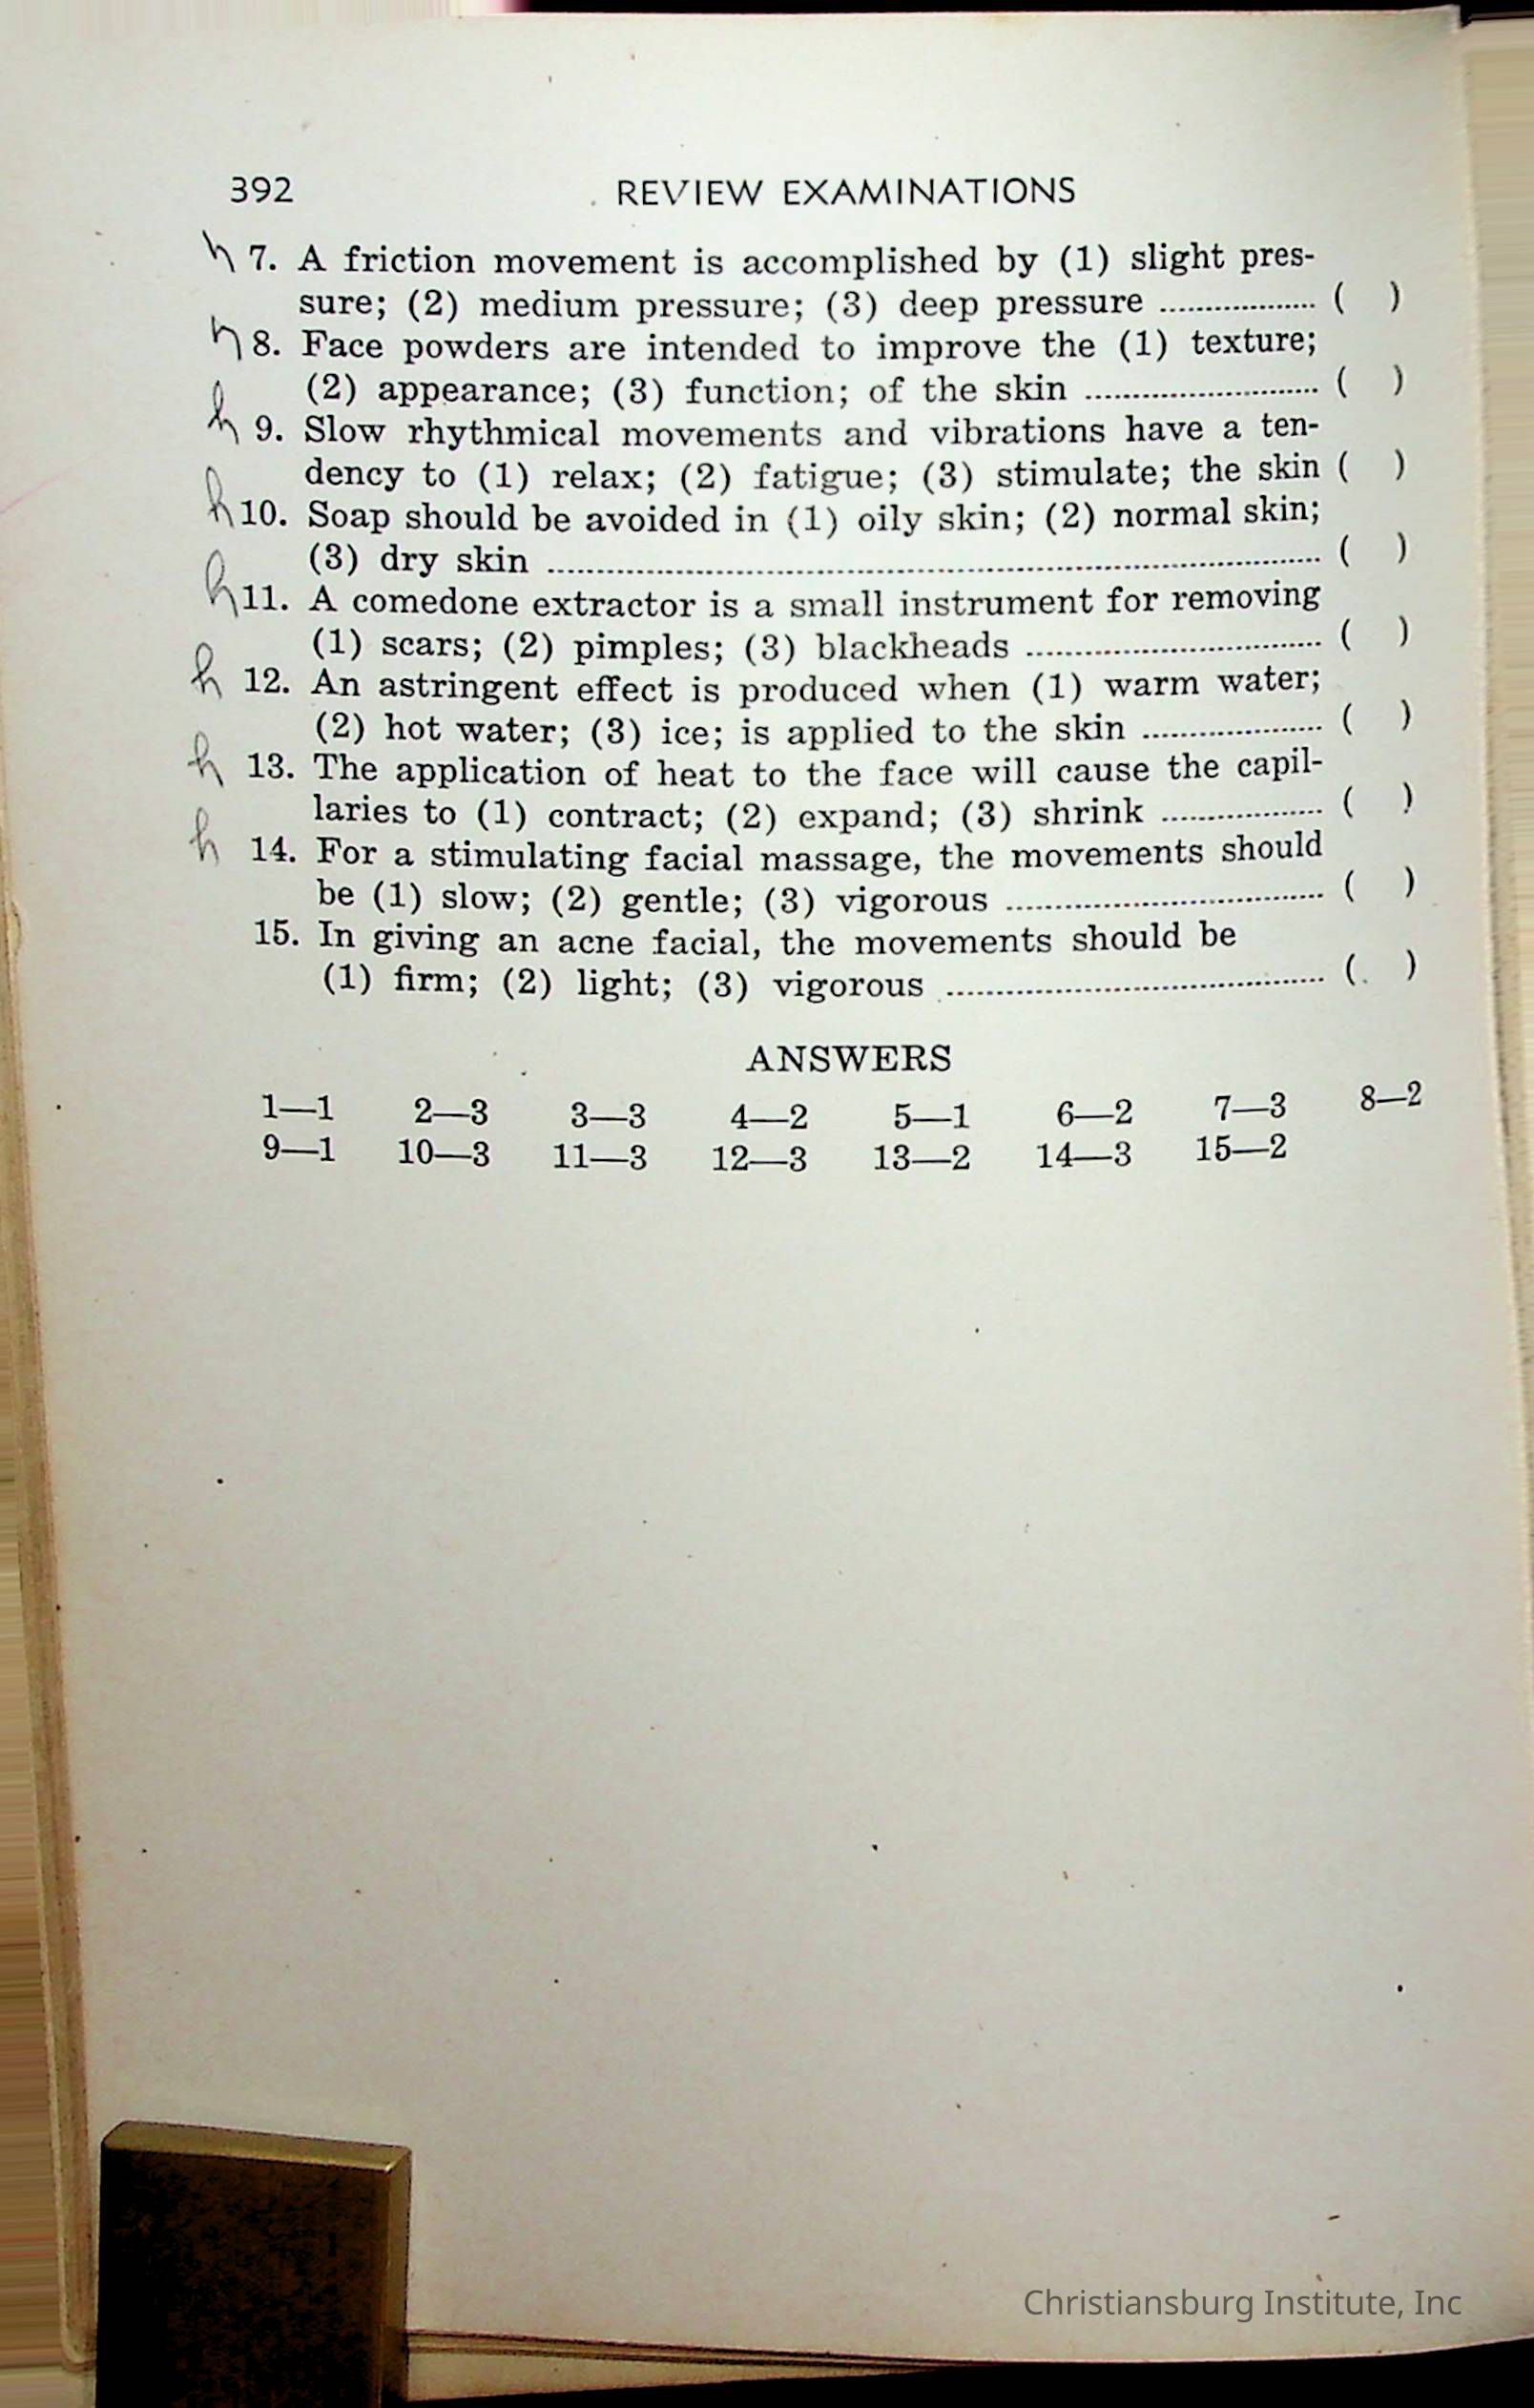 392 REVIEW EXAMINATIONS
h 7. A friction movement is accomplished by (1) slight pres-
sure; (2) medium pressure; (3) deep pressure .................. ( )
h 8. Face powders are intended to improve the (1) texture;
(2) appearance; (3) function; of the skin .......................... ( )
h 9. Slow rhythmical movements and vibrations have a ten-
dency to (1) relax; (2) fatigue; (3) stimulate; the skin ( )
h 10. Soap should be avoided in (1) oily skin; (2) normal skin;
(3) dry skin ...................................................................................... ( )
h 11. A comedone extractor is a small instrument for removing
(1) scars; (2) pimples; (3) blackheads ................................. ( )
h 12. An astringent effect is produced when (1) warm water;
(2) hot water; (3) ice; is applied to the skin .................... ( )
h 13. The application of heat to the face will cause the capil-
laries to (1) contract; (2) expand; (3) shrink .................. ( )
h 14. For a stimulating facial massage, the movements should
be (1) slow; (2) gentle; (3) vigorous ................................... ( )
15. In giving an acne facial, the movements should be
(1) firm; (2) light; (3) vigorous .......................................... ( )
ANSWERS
1—1 2—3 3—3 4—2 5—1 6—2 7—3 8—2
9—1 10—3 11—3 12—3 13—2 14—3 15—2
Christiansburg Institute, Inc